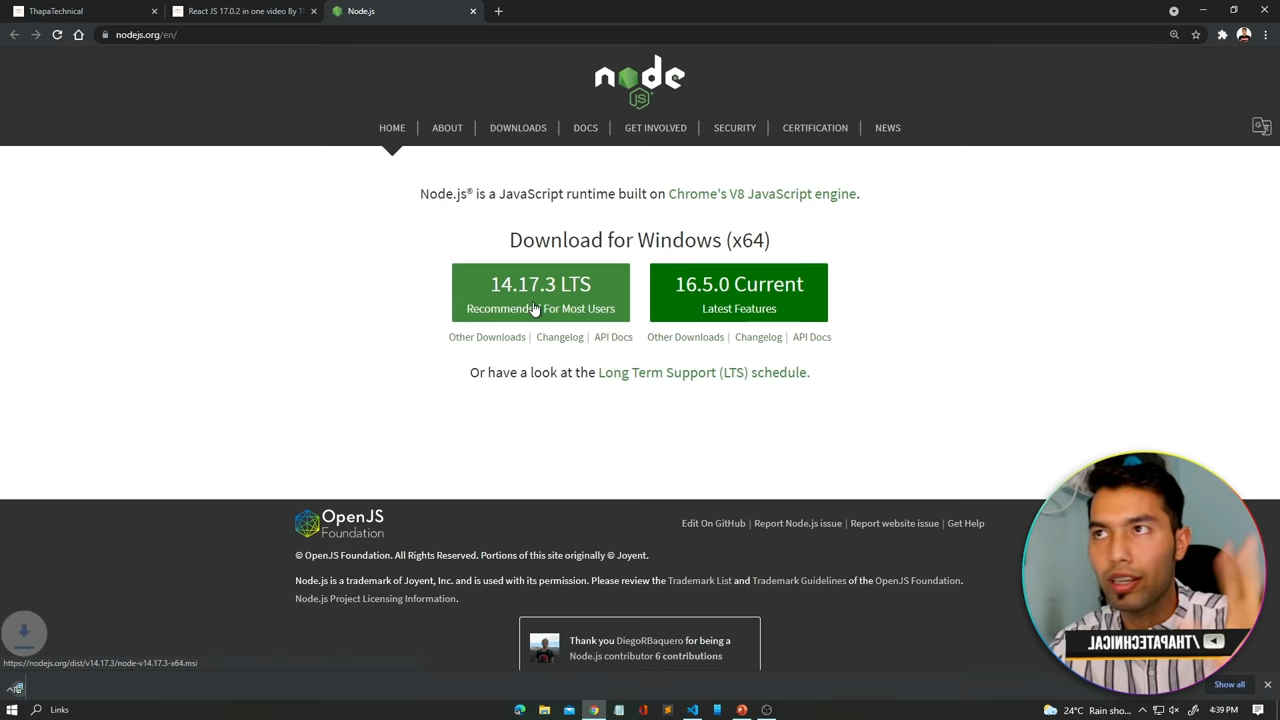 ThapaTechnical
React JS 17.0.2 in one video By T
Node.js
nodejs.org/en/
node
JS
HOME
ABOUT
DOWNLOADS
DOCS
GET INVOLVED
SECURITY
CERTIFICATION
NEWS
Node.js® is a JavaScript runtime built on Chrome's V8 JavaScript engine.
Download for Windows (x64)
14.17.3 LTS
Recommended For Most Users
16.5.0 Current
Latest Features
Other Downloads | Changelog | API Docs
Other Downloads | Changelog | API Docs
Or have a look at the Long Term Support (LTS) schedule.
OpenJS
Foundation
Edit On GitHub | Report Node.js issue | Report website issue | Get Help
© OpenJS Foundation. All Rights Reserved. Portions of this site originally © Joyent.
Node.js is a trademark of Joyent, Inc. and is used with its permission. Please review the Trademark List and Trademark Guidelines of the OpenJS Foundation.
Node.js Project Licensing Information.
Thank you DiegoRBaquero for being a
Node.js contributor 6 contributions
/THAPATECHNICAL
https://nodejs.org/dist/v14.17.3/node-v14.17.3-x64.msi
Show all
Links
24°C Rain sho...
4:39 PM